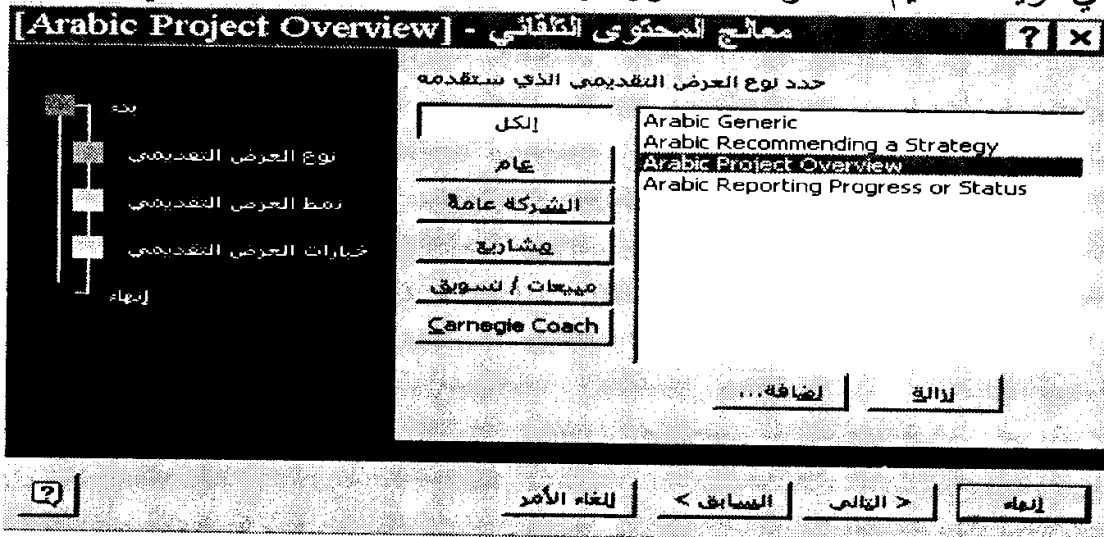 معالج المحتوى التلقائي - [Arabic Project Overview]
حدد نوع العرض التقديمي الذي ستقدمه
بدء
نوع العرض التقديمي
نمط العرض التقديمي
خيارات العرض التقديمي
إنهاء
الكل
عام
الشركة عامة
مشاريع
مبيعات / تسويق
Carnegie Coach
Arabic Generic
Arabic Recommending a Strategy
Arabic Project Overview
Arabic Reporting Progress or Status
إضافة...
إزالة
إلغاء الأمر
السابق >
< التالي
إنهاء